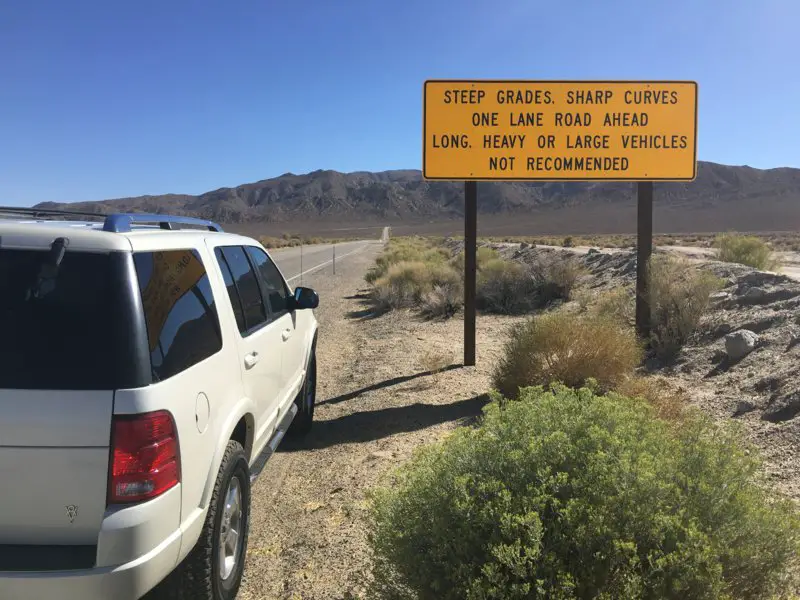 STEEP GRADES, SHARP CURVES
ONE LANE ROAD AHEAD
LONG, HEAVY OR LARGE VEHICLES
NOT RECOMMENDED